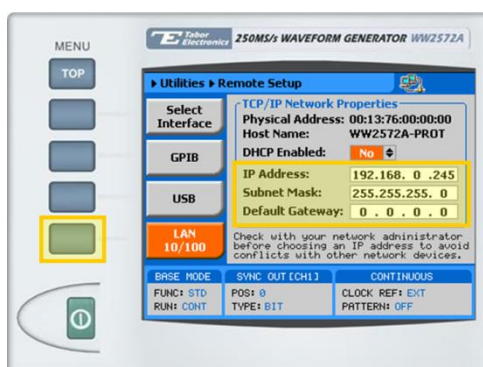 MENU
TOP
Tabor Electronics 250MS/s WAVEFORM GENERATOR WW2572A
Utilities Remote Setup
Select Interface
GPIB
USB
LAN 10/100
TCP/IP Network Properties
Physical Address: 00:13:76:00:00:00
Host Name: WW2572A-PROT
DHCP Enabled: No
IP Address: 192.168. 0 .245
Subnet Mask: 255.255.255. 0
Default Gateway: 0 . 0 . 0 . 0
Check with your network administrator
before choosing an IP address to avoid
conflicts with other network devices.
BASE MODE SYNC OUT [CH1] CONTINUOUS
FUNC: STD POS: 0 CLOCK REF: EXT
RUN: CONT TYPE: BIT PATTERN: OFF